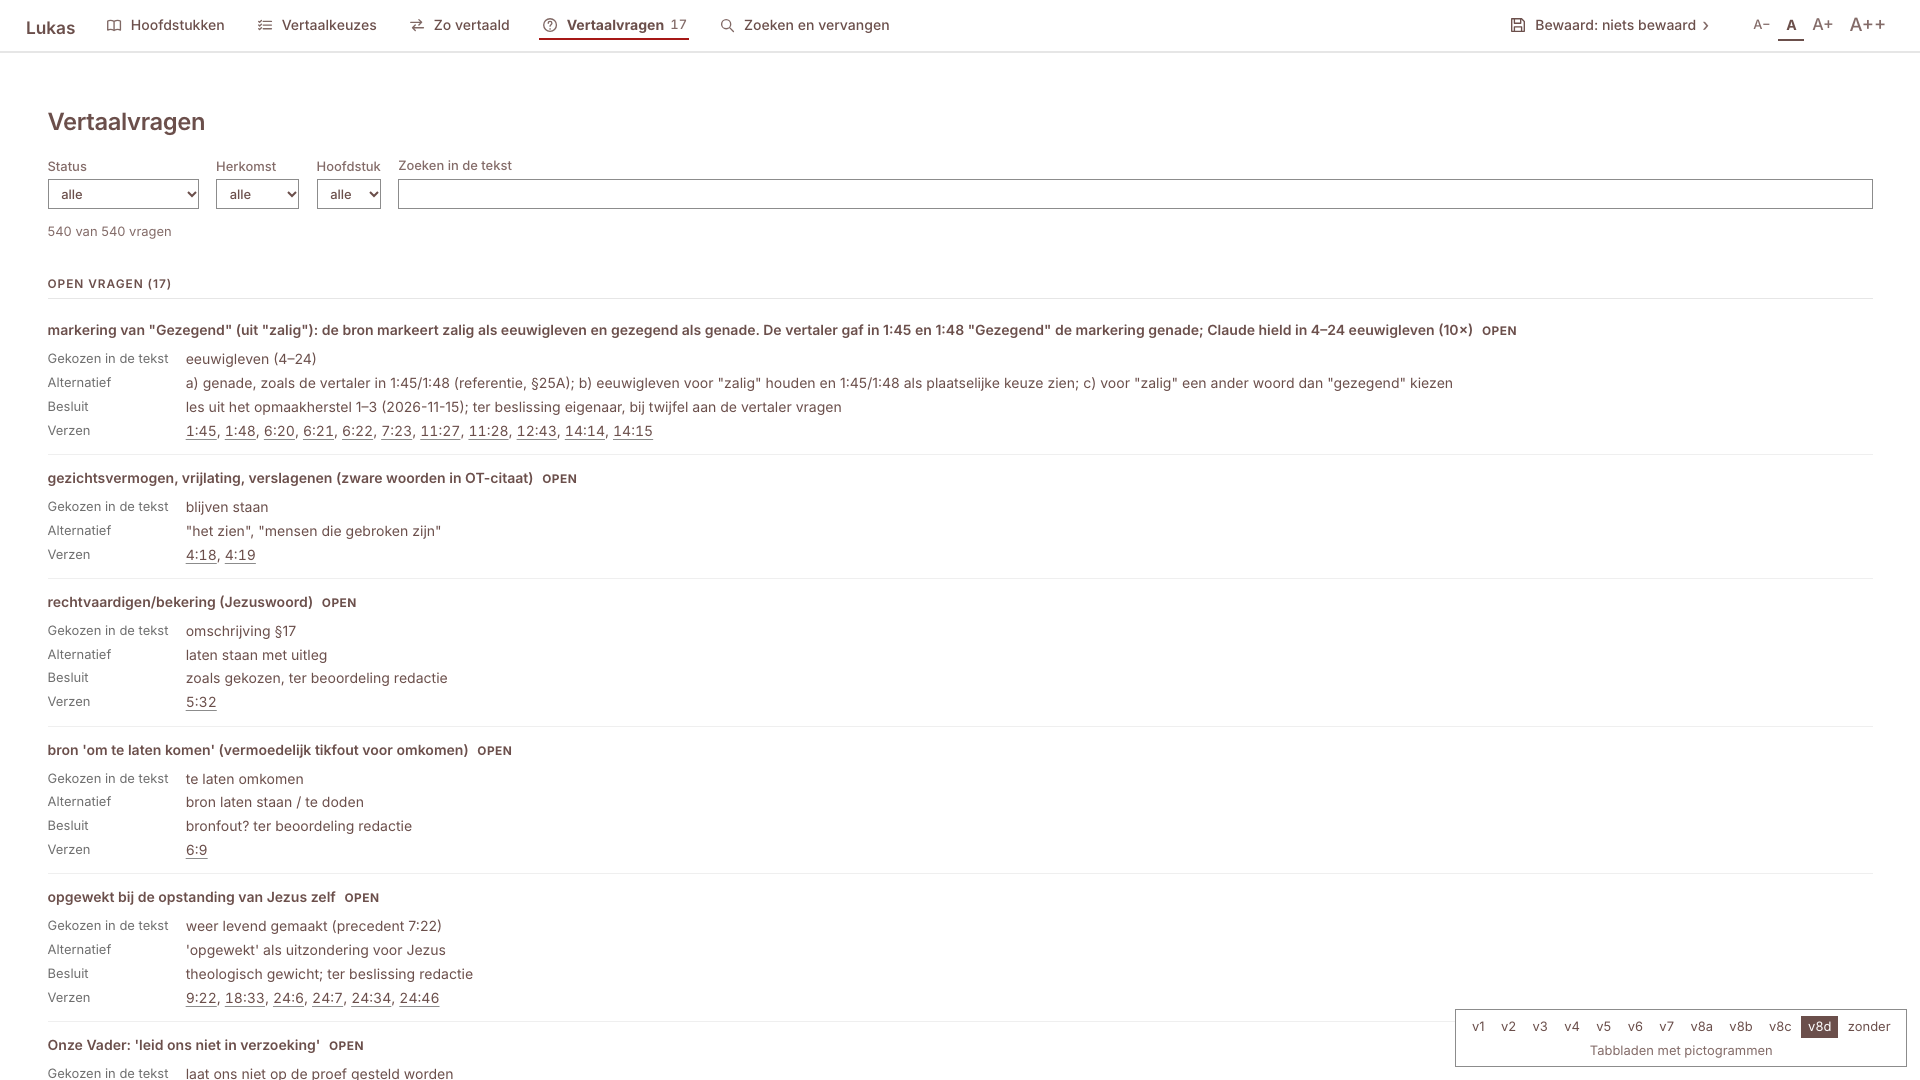 Lukas Hoofdstukken Vertaalkeuzes Zo vertaald Vertaalvragen 17 Zoeken en vervangen Bewaard: niets bewaard › A− A A+ A++
Vertaalvragen
Status Herkomst Hoofdstuk Zoeken in de tekst
alle alle alle
540 van 540 vragen
OPEN VRAGEN (17)
markering van "Gezegend" (uit "zalig"): de bron markeert zalig als eeuwigleven en gezegend als genade. De vertaler gaf in 1:45 en 1:48 "Gezegend" de markering genade; Claude hield in 4–24 eeuwigleven (10×) OPEN
Gekozen in de tekst eeuwigleven (4–24)
Alternatief a) genade, zoals de vertaler in 1:45/1:48 (referentie, §25A); b) eeuwigleven voor "zalig" houden en 1:45/1:48 als plaatselijke keuze zien; c) voor "zalig" een ander woord dan "gezegend" kiezen
Besluit les uit het opmaakherstel 1–3 (2026-11-15); ter beslissing eigenaar, bij twijfel aan de vertaler vragen
Verzen 1:45, 1:48, 6:20, 6:21, 6:22, 7:23, 11:27, 11:28, 12:43, 14:14, 14:15
gezichtsvermogen, vrijlating, verslagenen (zware woorden in OT-citaat) OPEN
Gekozen in de tekst blijven staan
Alternatief "het zien", "mensen die gebroken zijn"
Verzen 4:18, 4:19
rechtvaardigen/bekering (Jezuswoord) OPEN
Gekozen in de tekst omschrijving §17
Alternatief laten staan met uitleg
Besluit zoals gekozen, ter beoordeling redactie
Verzen 5:32
bron 'om te laten komen' (vermoedelijk tikfout voor omkomen) OPEN
Gekozen in de tekst te laten omkomen
Alternatief bron laten staan / te doden
Besluit bronfout? ter beoordeling redactie
Verzen 6:9
opgewekt bij de opstanding van Jezus zelf OPEN
Gekozen in de tekst weer levend gemaakt (precedent 7:22)
Alternatief 'opgewekt' als uitzondering voor Jezus
Besluit theologisch gewicht; ter beslissing redactie
Verzen 9:22, 18:33, 24:6, 24:7, 24:34, 24:46
Onze Vader: 'leid ons niet in verzoeking' OPEN
Gekozen in de tekst laat ons niet op de proef gesteld worden
v1 v2 v3 v4 v5 v6 v7 v8a v8b v8c v8d zonder
Tabbladen met pictogrammen